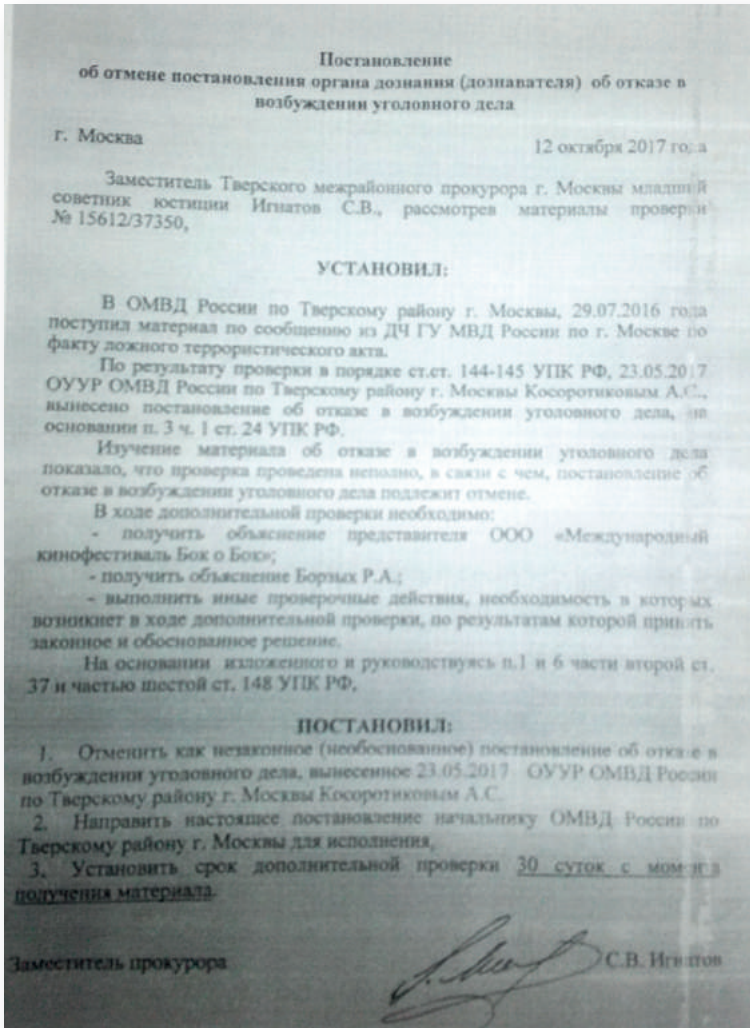 Постановление
об отмене постановления органа дознания (дознавателя) об отказе в
возбуждении уголовного дела
г. Москва
12 октября 2017 года
Заместитель Тверского межрайонного прокурора г. Москвы младший
советник юстиции Игнатов С.В., рассмотрев материалы проверки
№ 15612/37350,
УСТАНОВИЛ:
В ОМВД России по Тверскому району г. Москвы, 29.07.2016 года
поступил материал по сообщению из ДЧ ГУ МВД России по г. Москве по
факту ложного террористического акта.
По результату проверки в порядке ст.ст. 144-145 УПК РФ, 23.05.2017
ОУУР ОМВД России по Тверскому району г. Москвы Косоротиковым А.С.,
вынесено постановление об отказе в возбуждении уголовного дела, на
основании п. 3 ч. 1 ст. 24 УПК РФ.
Изучение материала об отказе в возбуждении уголовного дела
показало, что проверка проведена неполно, в связи с чем, постановление об
отказе в возбуждении уголовного дела подлежит отмене.
В ходе дополнительной проверки необходимо:
- получить объяснение представителя ООО «Международный
кинофестиваль Бок о Бок»;
- получить объяснение Борзых Р.А.;
- выполнить иные проверочные действия, необходимость в которых
возникнет в ходе дополнительной проверки, по результатам которой принять
законное и обоснованное решение.
На основании изложенного и руководствуясь п.1 и 6 части второй ст.
37 и частью шестой ст. 148 УПК РФ,
ПОСТАНОВИЛ:
1. Отменить как незаконное (необоснованное) постановление об отказе в
возбуждении уголовного дела, вынесенное 23.05.2017 ОУУР ОМВД России
по Тверскому району г. Москвы Косоротиковым А.С.
2. Направить настоящее постановление начальнику ОМВД России по
Тверскому району г. Москвы для исполнения,
3. Установить срок дополнительной проверки 30 суток с момента
получения материала.
Заместитель прокурора
С.В. Игнатов